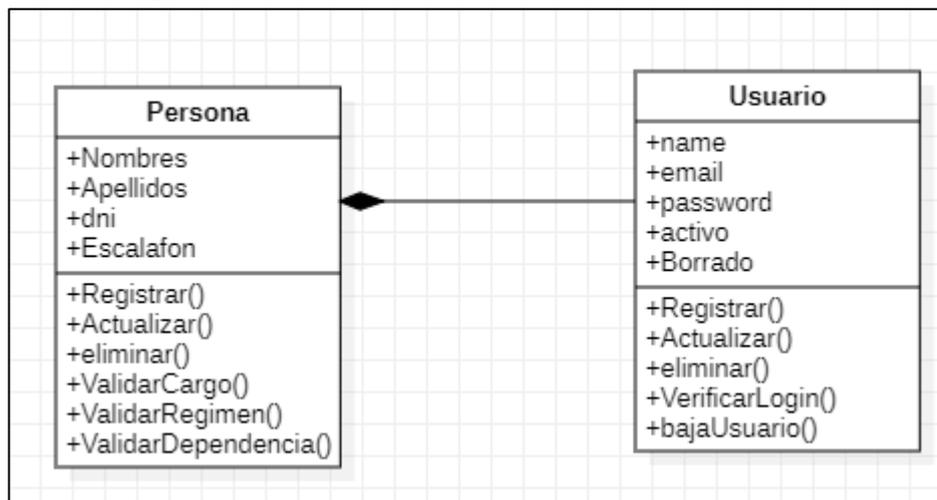 Persona
+Nombres
+Apellidos
+dni
+Escalafon
+Registrar()
+Actualizar()
+eliminar()
+ValidarCargo()
+ValidarRegimen()
+ValidarDependencia()
Usuario
+name
+email
+password
+activo
+Borrado
+Registrar()
+Actualizar()
+eliminar()
+VerificarLogin()
+bajaUsuario()